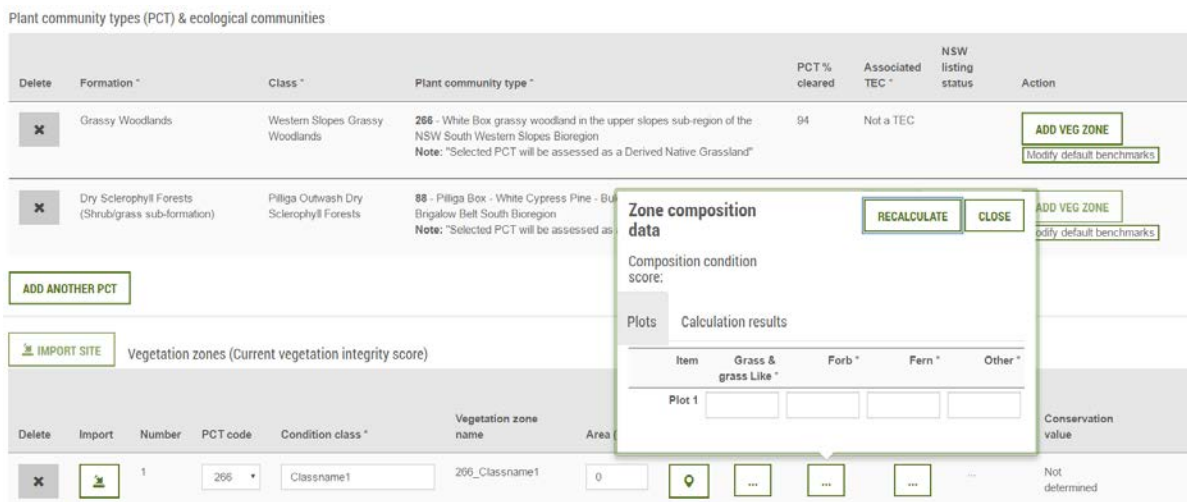 Plant community types (PCT) & ecological communities
Delete
Formation *
Class *
Plant community type *
PCT %
cleared
Associated
TEC *
NSW
listing
status
Action
Grassy Woodlands
Western Slopes Grassy
Woodlands
266 - White Box grassy woodland in the upper slopes sub-region of the
NSW South Western Slopes Bioregion
Note: "Selected PCT will be assessed as a Derived Native Grassland"
94
Not a TEC
ADD VEG ZONE
Modify default benchmarks
Dry Sclerophyll Forests
(Shrub/grass sub-formation)
Pilliga Outwash Dry
Sclerophyll Forests
88 - Pilliga Box - White Cypress Pine -
Brigalow Belt South Bioregion
Note: "Selected PCT will be assessed as
ADD VEG ZONE
default benchmarks
Zone composition
data
RECALCULATE
CLOSE
Composition condition
score:
Plots
Calculation results
Item
Grass &
grass Like *
Forb *
Fern *
Other *
Plot 1
ADD ANOTHER PCT
IMPORT SITE
Vegetation zones (Current vegetation integrity score)
Delete
Import
Number
PCT code
Condition class *
Vegetation zone
name
Area (
Conservation
value
1
266
Classname1
266_Classname1
0
...
...
...
...
Not
determined